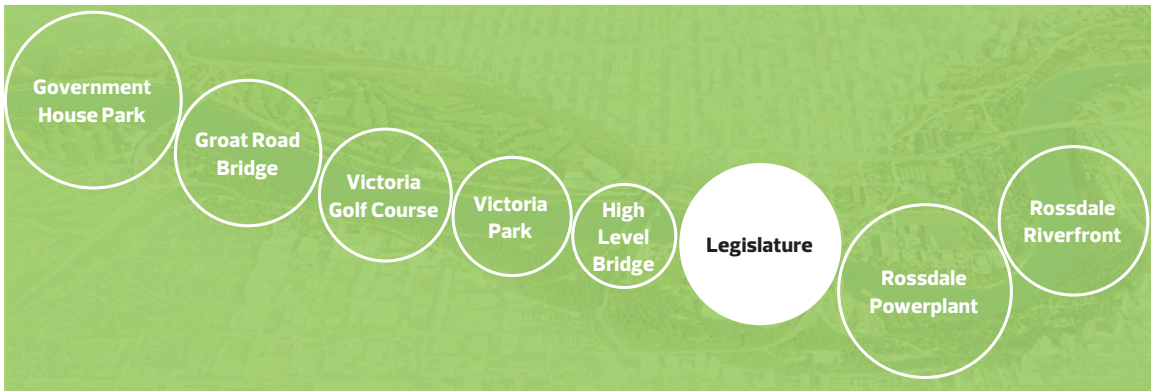 Government
House Park
Groat Road
Bridge
Victoria
Golf Course
Victoria
Park
High
Level
Bridge
Legislature
Rossdale
Powerplant
Rossdale
Riverfront